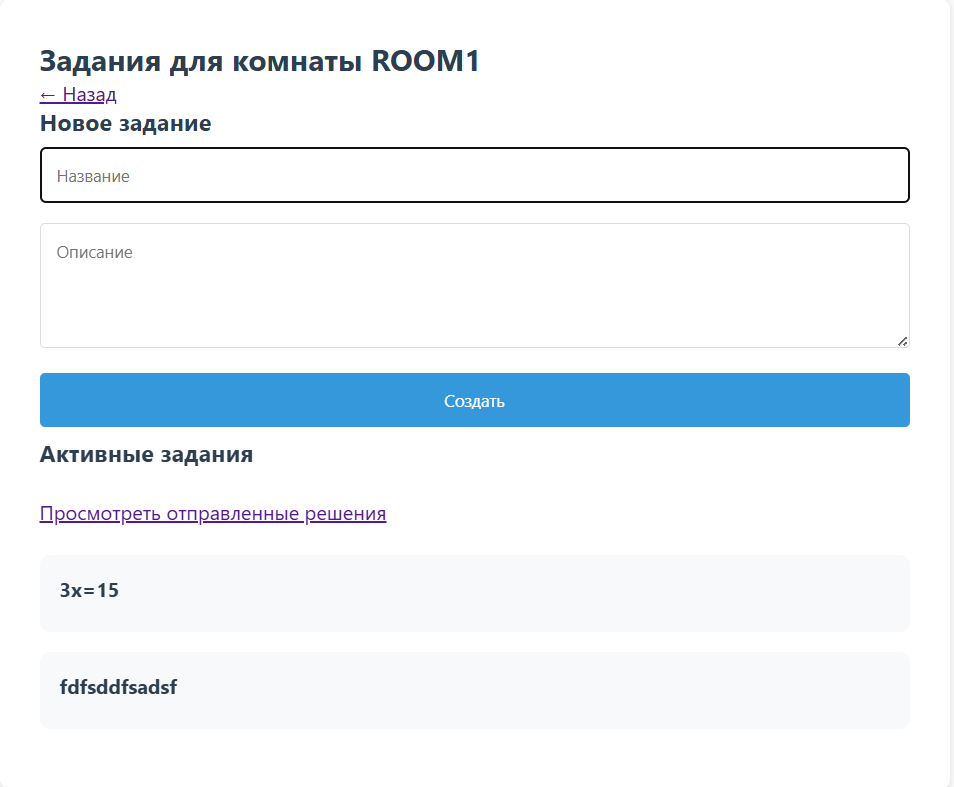 Задания для комнаты ROOM1
← Назад
Новое задание
Название
Описание
Создать
Активные задания
Просмотреть отправленные решения
3x=15
fdfsddfsadsf